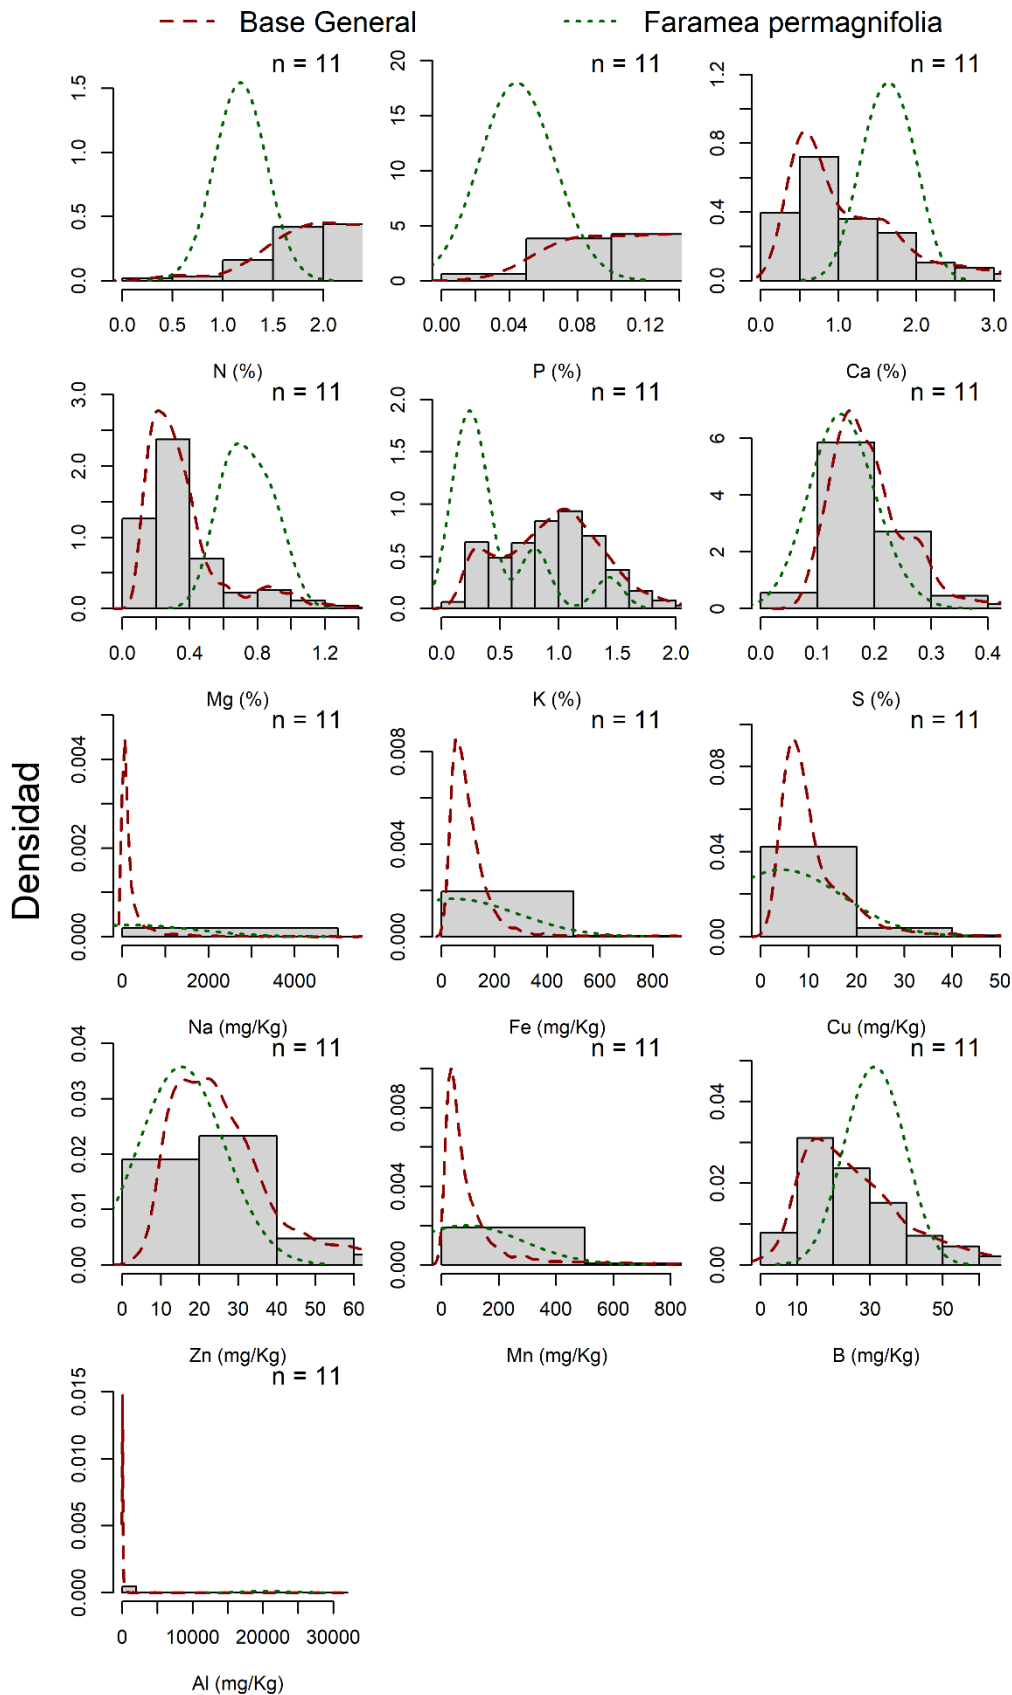 Base General Faramea permagnifolia
n = 11 n = 11 n = 11
0.0 0.5 1.0 1.5
0 5 10 15 20
0.0 0.4 0.8 1.2
0.0 0.5 1.0 1.5 2.0
0.00 0.04 0.08 0.12
0.0 1.0 2.0 3.0
N (%) P (%) Ca (%)
n = 11 n = 11 n = 11
0.0 1.0 2.0 3.0
0.0 0.5 1.0 1.5 2.0
0 2 4 6
0.0 0.4 0.8 1.2
0.0 0.5 1.0 1.5 2.0
0.0 0.1 0.2 0.3 0.4
Mg (%) K (%) S (%)
n = 11 n = 11 n = 11
Densidad
0.000 0.002 0.004
0.000 0.004 0.008
0.00 0.04 0.08
0 2000 4000
0 200 400 600 800
0 10 20 30 40 50
Na (mg/Kg) Fe (mg/Kg) Cu (mg/Kg)
n = 11 n = 11 n = 11
0.00 0.01 0.02 0.03 0.04
0.000 0.004 0.008
0.00 0.02 0.04
0 10 20 30 40 50 60
0 200 400 600 800
0 10 30 50
Zn (mg/Kg) Mn (mg/Kg) B (mg/Kg)
n = 11
0.000 0.005 0.010 0.015
0 10000 20000 30000
Al (mg/Kg)